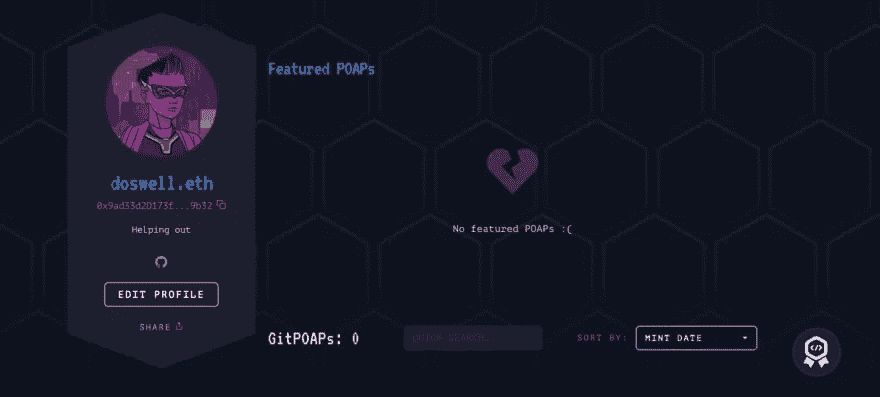 Featured POAPs
doswell.eth
0x9ad33d20173f...9b32
Helping out
No featured POAPs :(
EDIT PROFILE
SHARE
GitPOAPs: 0
QUICK SEARCH...
SORT BY:
MINT DATE